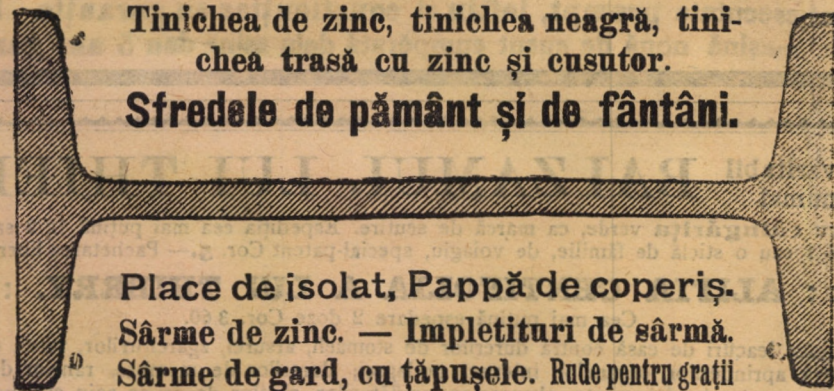 Tinichea de zinc, tinichea neagră, tini-
chea trasă cu zinc și cusutor.
Sfredele de pământ și de fântâni.
Place de isolat, Pappă de coperiș.
Sârme de zinc. — Impletituri de sârmă.
Sârme de gard, cu țăpușele. Rude pentru grații